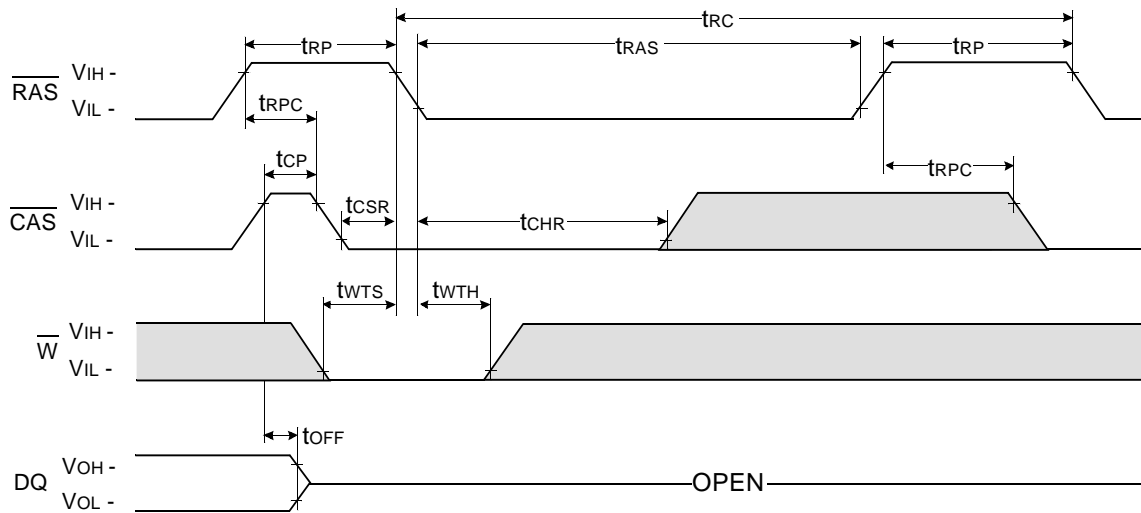 tRC
tRP
tRAS
tRP
RAS
VIH -
VIL -
tRPC
tCP
tRPC
CAS
VIH -
VIL -
tCSR
tCHR
tWTS
tWTH
W
VIH -
VIL -
tOFF
DQ
VOH -
VOL -
OPEN